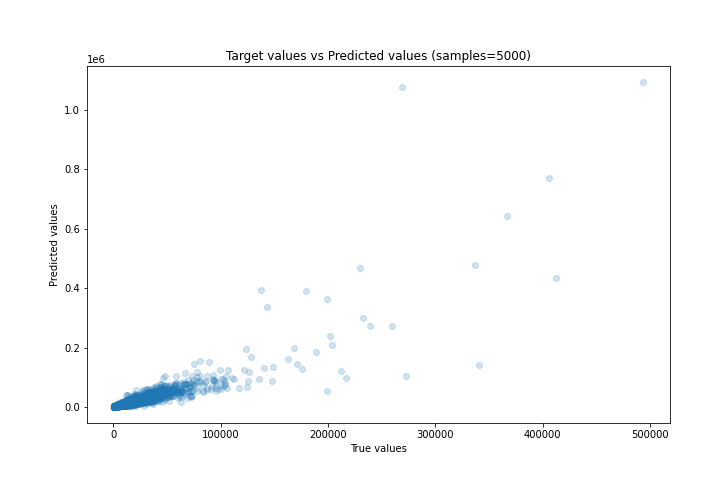 Target values vs Predicted values (samples=5000)
1e6
1.0
0.8
0.6
0.4
0.2
0.0
Predicted values
0 100000 200000 300000 400000 500000
True values